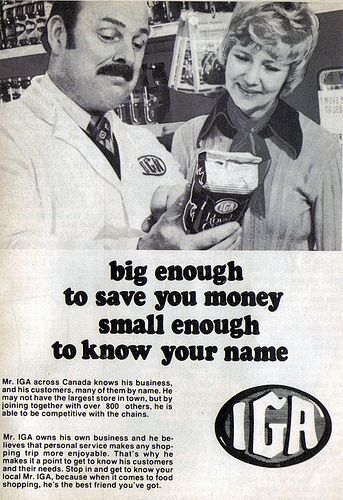 IGA
IGA
big enough
to save you money
small enough
to know your name
Mr. IGA across Canada knows his business,
and his customers, many of them by name. He
may not have the largest store in town, but by
joining together with over 800 others, he is
able to be competitive with the chains.
Mr. IGA owns his own business and he be-
lieves that personal service makes any shop-
ping trip more enjoyable. That's why he
makes it a point to get to know his customers
and their needs. Stop in and get to know your
local Mr. IGA, because when it comes to food
shopping, he's the best friend you've got.
IGA